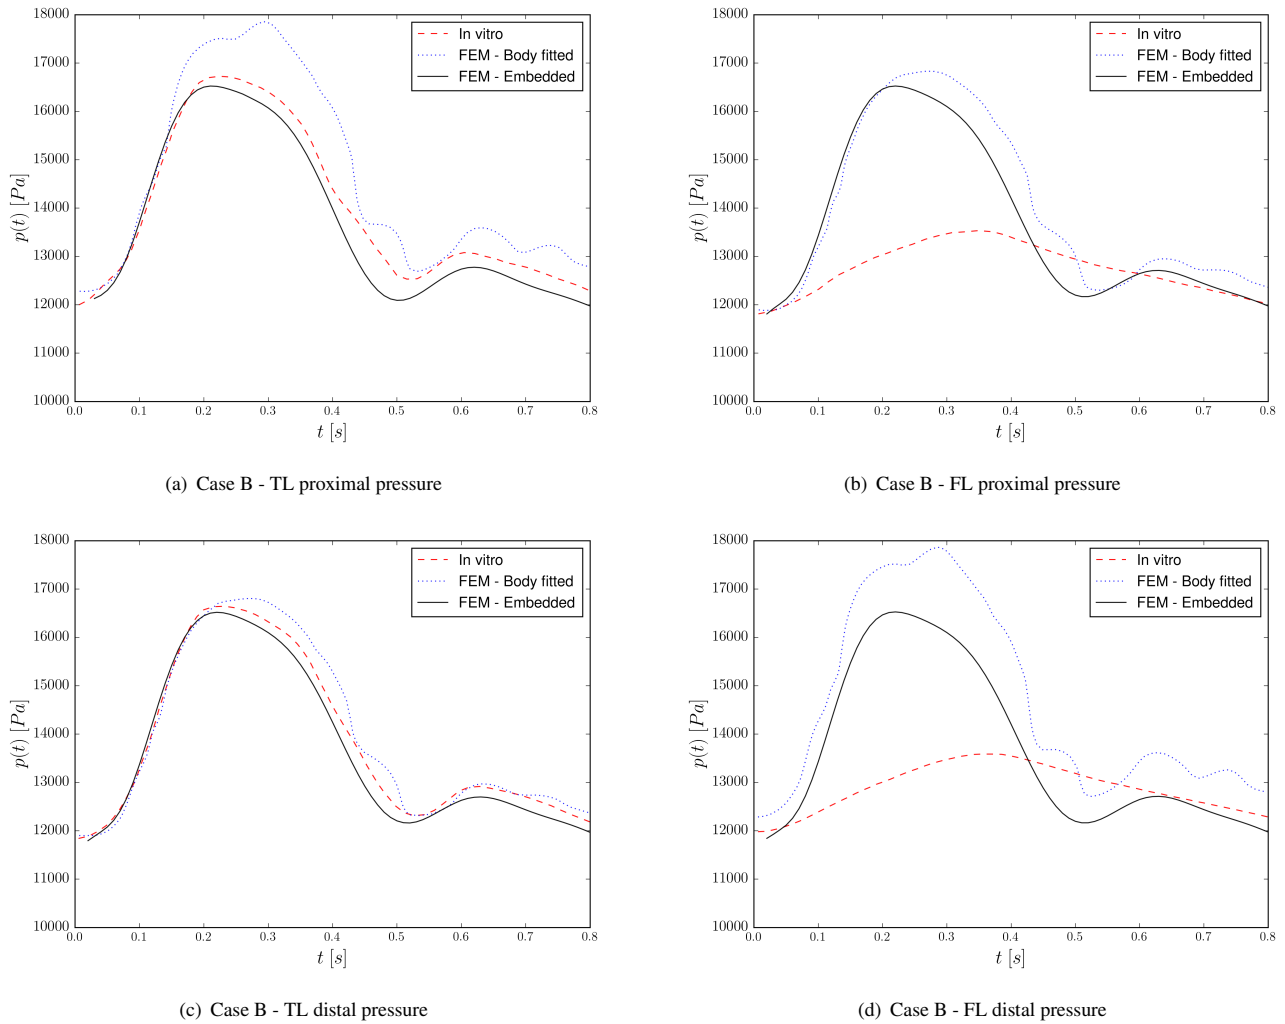 18000
17000
16000
15000
14000
13000
12000
11000
10000
p(t) [Pa]
In vitro
FEM - Body fitted
FEM - Embedded
0.0 0.1 0.2 0.3 0.4 0.5 0.6 0.7 0.8
t [s]
(a) Case B - TL proximal pressure
18000
17000
16000
15000
14000
13000
12000
11000
10000
p(t) [Pa]
In vitro
FEM - Body fitted
FEM - Embedded
0.0 0.1 0.2 0.3 0.4 0.5 0.6 0.7 0.8
t [s]
(b) Case B - FL proximal pressure
18000
17000
16000
15000
14000
13000
12000
11000
10000
p(t) [Pa]
In vitro
FEM - Body fitted
FEM - Embedded
0.0 0.1 0.2 0.3 0.4 0.5 0.6 0.7 0.8
t [s]
(c) Case B - TL distal pressure
18000
17000
16000
15000
14000
13000
12000
11000
10000
p(t) [Pa]
In vitro
FEM - Body fitted
FEM - Embedded
0.0 0.1 0.2 0.3 0.4 0.5 0.6 0.7 0.8
t [s]
(d) Case B - FL distal pressure